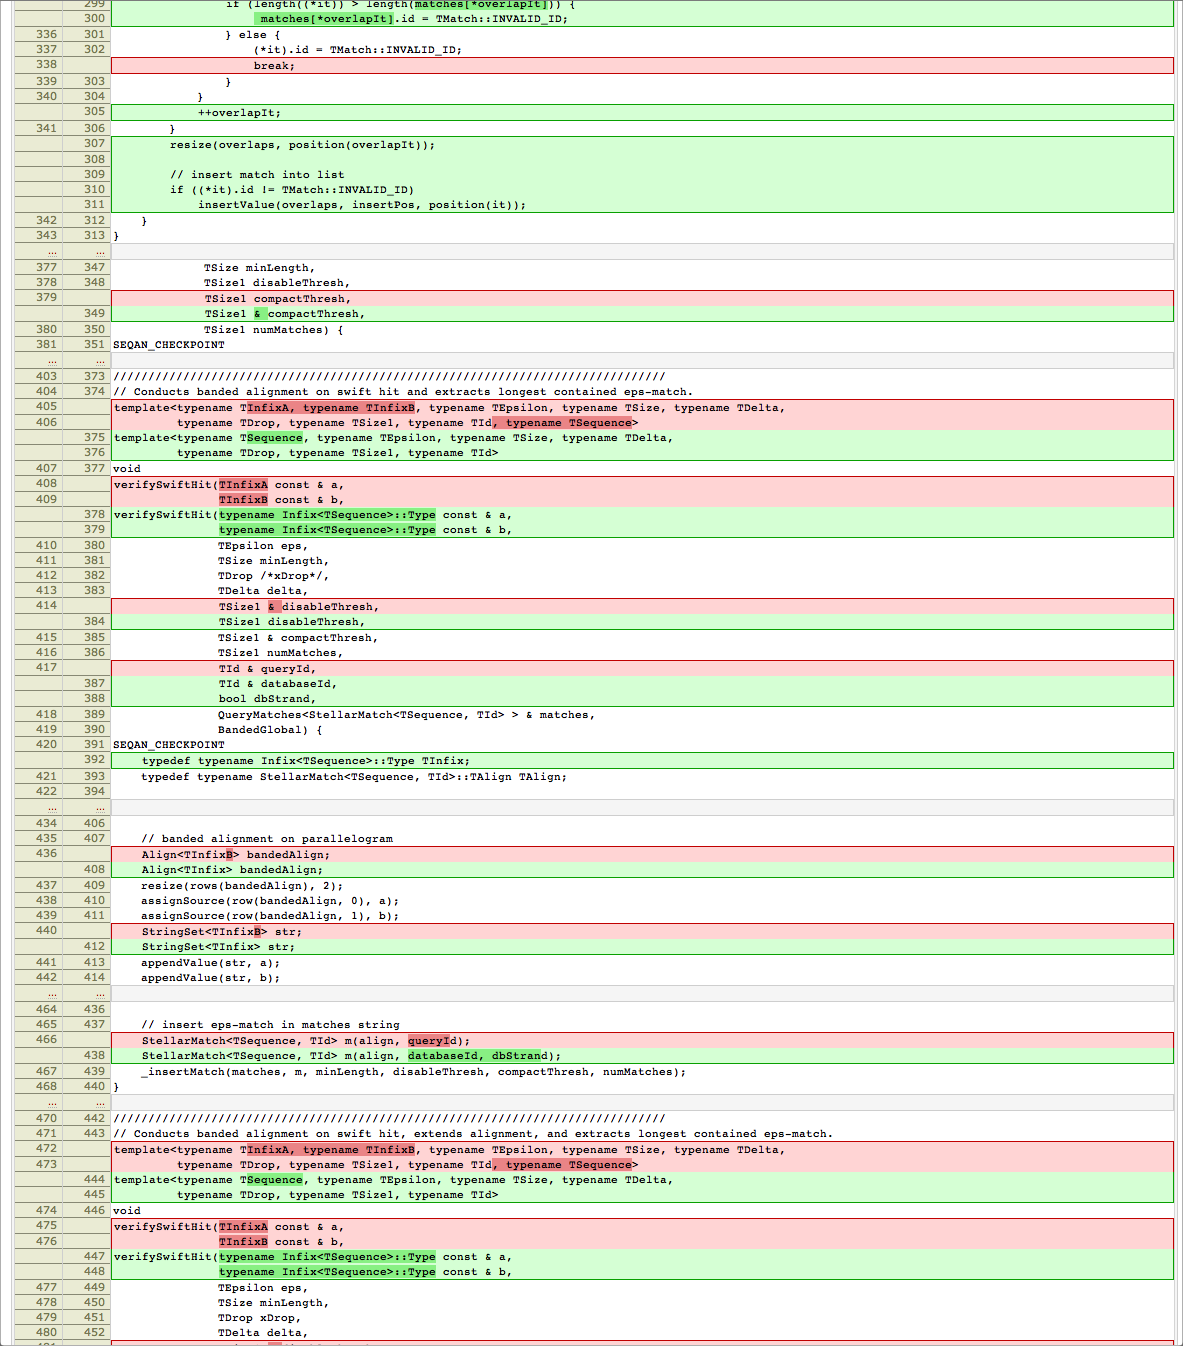 299 if (length((*it)) > length(matches[*overlapIt])) {
300 matches[*overlapIt].id = TMatch::INVALID_ID;
336 301 } else {
337 302 (*it).id = TMatch::INVALID_ID;
338 break;
339 303 }
340 304 }
305 ++overlapIt;
341 306 }
307 resize(overlaps, position(overlapIt));
308
309 // insert match into list
310 if ((*it).id != TMatch::INVALID_ID)
311 insertValue(overlaps, insertPos, position(it));
342 312 }
343 313 }
... ...
377 347 TSize minLength,
378 348 TSize1 disableThresh,
379 TSize1 compactThresh,
349 TSize1 & compactThresh,
380 350 TSize1 numMatches) {
381 351 SEQAN_CHECKPOINT
... ...
403 373 ///////////////////////////////////////////////////////////////////////////////
404 374 // Conducts banded alignment on swift hit and extracts longest contained eps-match.
405 template<typename TInfixA, typename TInfixB, typename TEpsilon, typename TSize, typename TDelta,
406 typename TDrop, typename TSize1, typename TId, typename TSequence>
375 template<typename TSequence, typename TEpsilon, typename TSize, typename TDelta,
376 typename TDrop, typename TSize1, typename TId>
407 377 void
408 verifySwiftHit(TInfixA const & a,
409 TInfixB const & b,
378 verifySwiftHit(typename Infix<TSequence>::Type const & a,
379 typename Infix<TSequence>::Type const & b,
410 380 TEpsilon eps,
411 381 TSize minLength,
412 382 TDrop /*xDrop*/,
413 383 TDelta delta,
414 TSize1 & disableThresh,
384 TSize1 disableThresh,
415 385 TSize1 & compactThresh,
416 386 TSize1 numMatches,
417 TId & queryId,
387 TId & databaseId,
388 bool dbStrand,
418 389 QueryMatches<StellarMatch<TSequence, TId> > & matches,
419 390 BandedGlobal) {
420 391 SEQAN_CHECKPOINT
392 typedef typename Infix<TSequence>::Type TInfix;
421 393 typedef typename StellarMatch<TSequence, TId>::TAlign TAlign;
422 394
... ...
434 406
435 407 // banded alignment on parallelogram
436 Align<TInfixB> bandedAlign;
408 Align<TInfix> bandedAlign;
437 409 resize(rows(bandedAlign), 2);
438 410 assignSource(row(bandedAlign, 0), a);
439 411 assignSource(row(bandedAlign, 1), b);
440 StringSet<TInfixB> str;
412 StringSet<TInfix> str;
441 413 appendValue(str, a);
442 414 appendValue(str, b);
... ...
464 436
465 437 // insert eps-match in matches string
466 StellarMatch<TSequence, TId> m(align, queryId);
438 StellarMatch<TSequence, TId> m(align, databaseId, dbStrand);
467 439 _insertMatch(matches, m, minLength, disableThresh, compactThresh, numMatches);
468 440 }
... ...
470 442 ///////////////////////////////////////////////////////////////////////////////
471 443 // Conducts banded alignment on swift hit, extends alignment, and extracts longest contained eps-match.
472 template<typename TInfixA, typename TInfixB, typename TEpsilon, typename TSize, typename TDelta,
473 typename TDrop, typename TSize1, typename TId, typename TSequence>
444 template<typename TSequence, typename TEpsilon, typename TSize, typename TDelta,
445 typename TDrop, typename TSize1, typename TId>
474 446 void
475 verifySwiftHit(TInfixA const & a,
476 TInfixB const & b,
447 verifySwiftHit(typename Infix<TSequence>::Type const & a,
448 typename Infix<TSequence>::Type const & b,
477 449 TEpsilon eps,
478 450 TSize minLength,
479 451 TDrop xDrop,
480 452 TDelta delta,